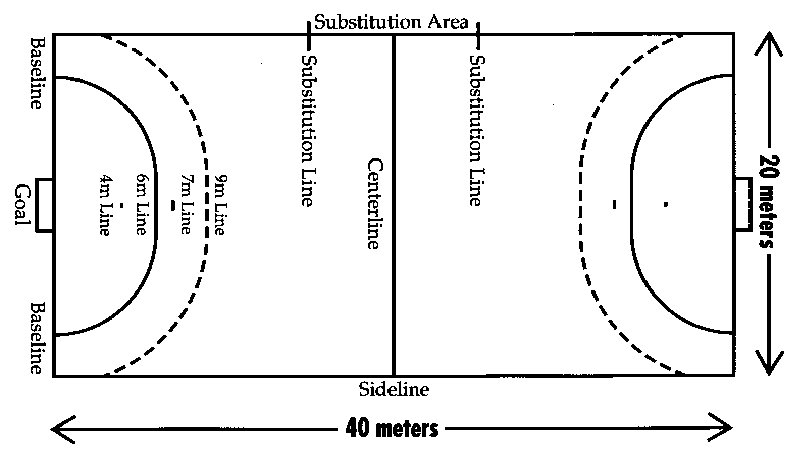 Substitution Area
Baseline
Substitution Line
Substitution Line
Centerline
4m Line
6m Line
7m Line
9m Line
Goal
20 meters
Baseline
Sideline
40 meters